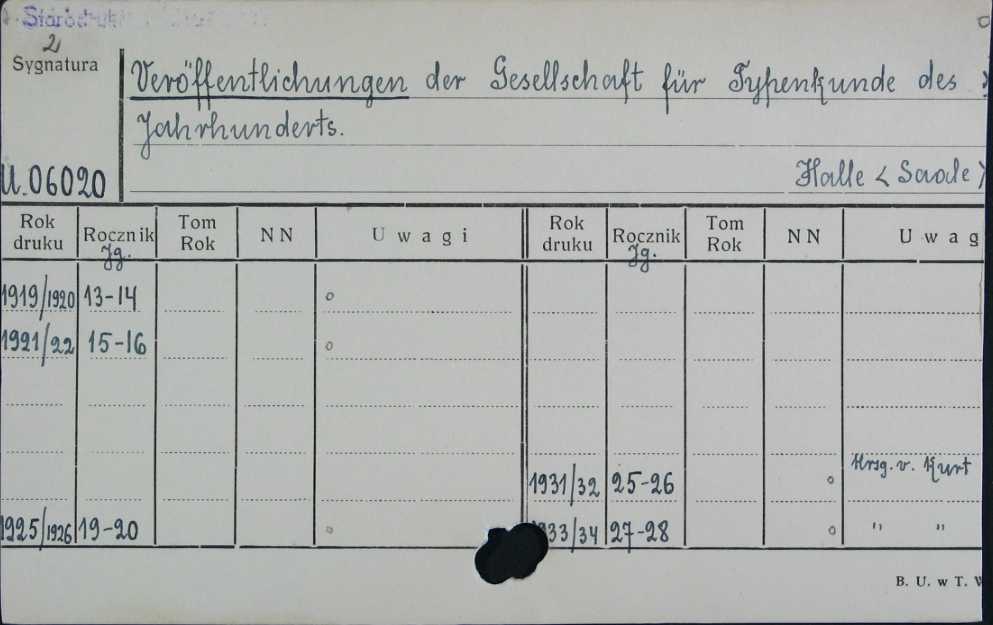 2
Sygnatura
Veröffentlichungen der Gesellschaft für Typenkunde des
Jahrhunderts.
U.06020
Halle < Saale >
Rok druku Rocznik Jg. Tom Rok NN Uwagi Rok druku Rocznik Jg. Tom Rok NN Uwag
1919/1920 13-14 o
1921/22 15-16 o
1931/32 25-26 o Hrsg. v. Kurt
1925/1926 19-20 o 33/34 27-28 o " "
B. U. w T.